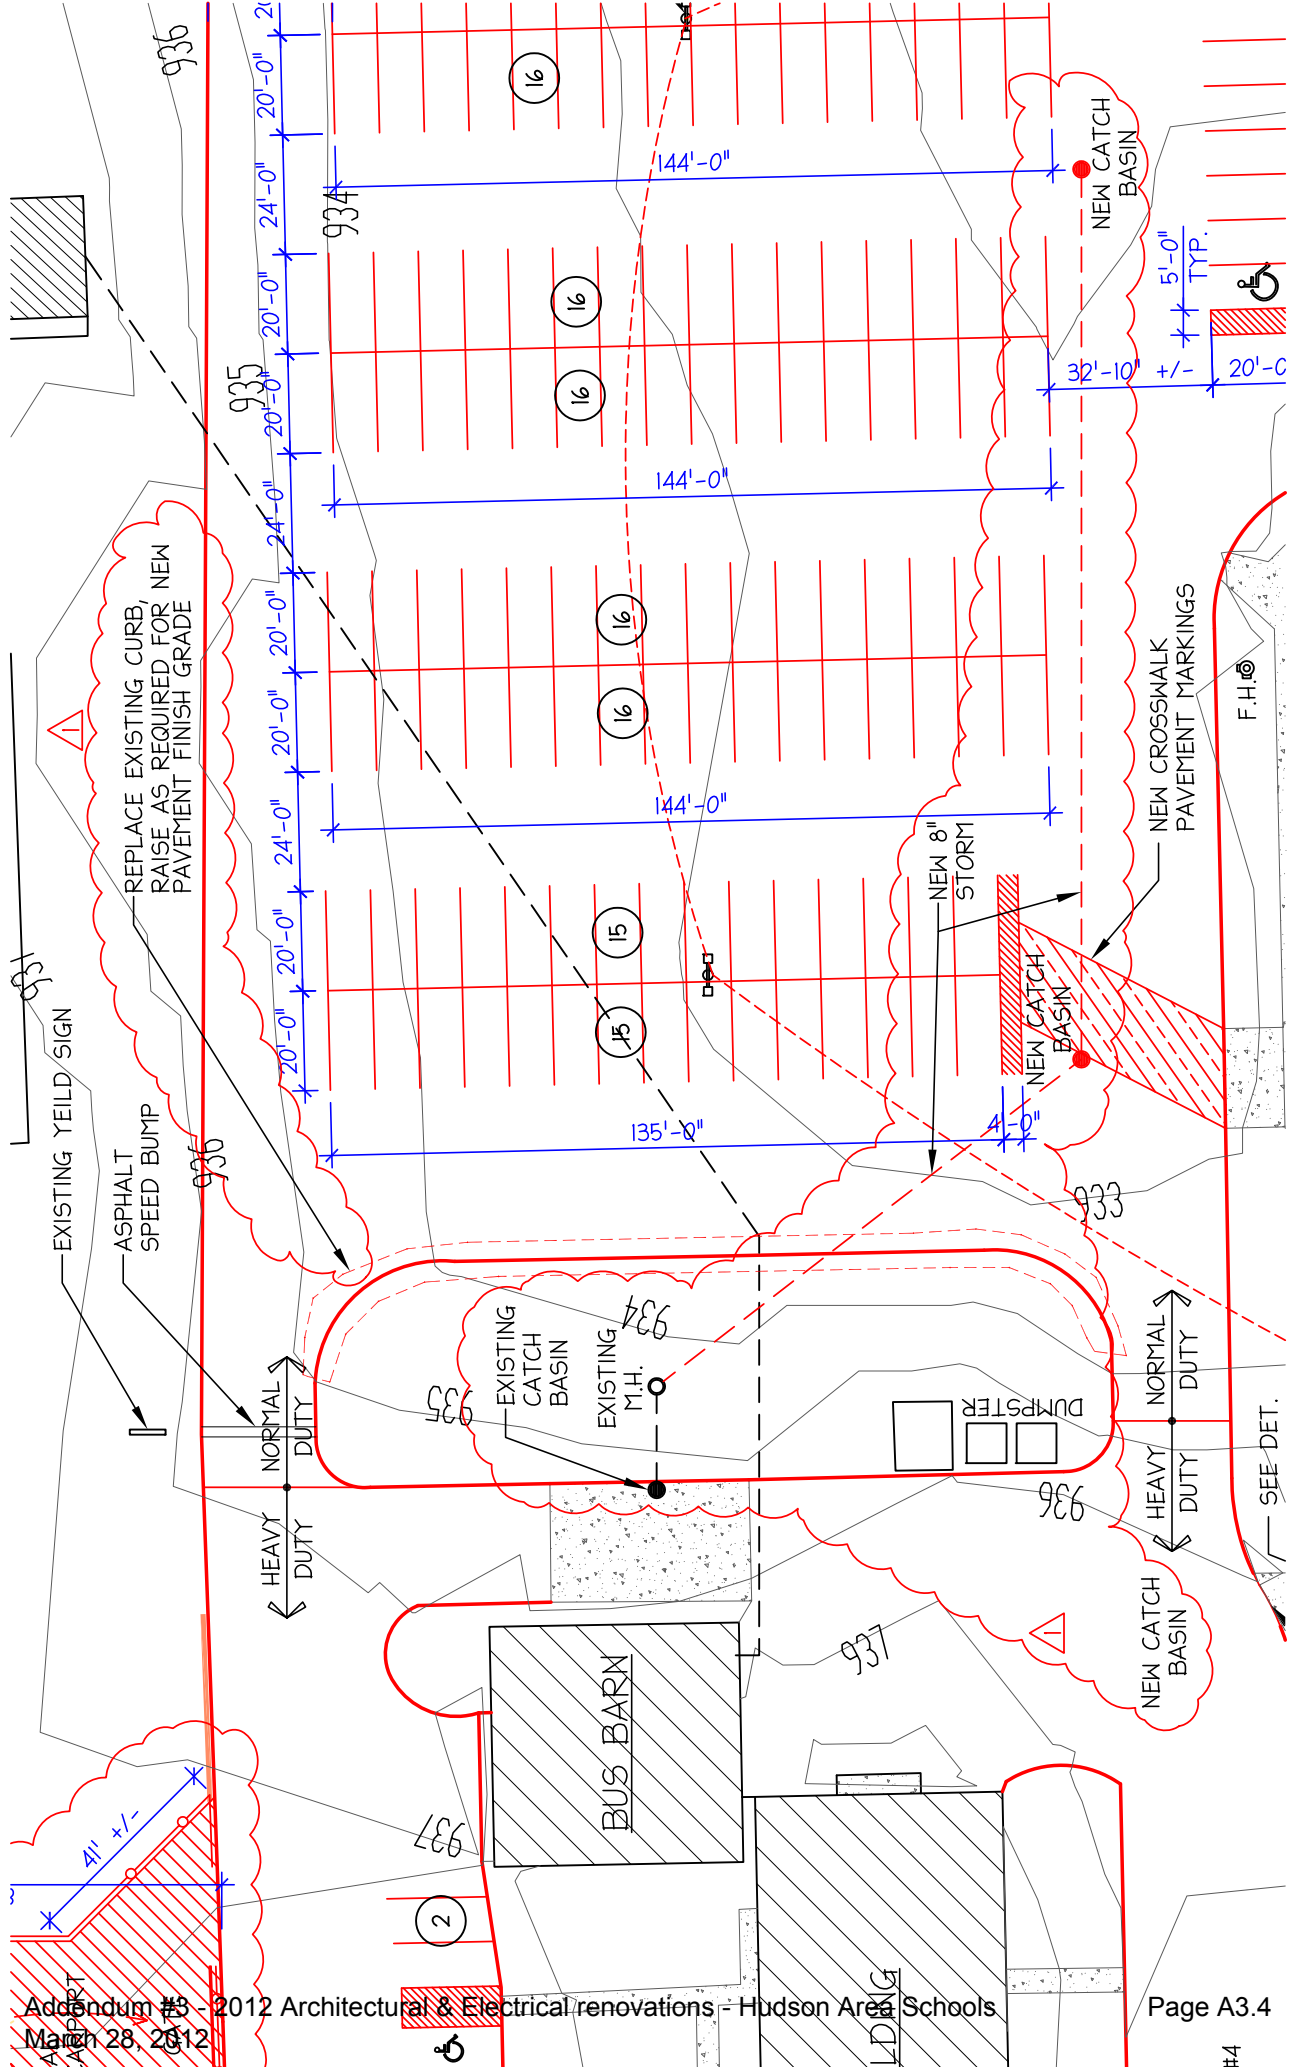 936
20'-0"
16
24'-0"
144'-0"
934
NEW CATCH
BASIN
20'-0"
16
5'-0"
TYP.
935
20'-0"
16
32'-10" +/-
24'-0"
144'-0"
REPLACE EXISTING CURB,
RAISE AS REQUIRED FOR NEW
PAVEMENT FINISH GRADE
1
20'-0"
16
20'-0"
16
NEW CROSSWALK
PAVEMENT MARKINGS
F.H.
24'-0"
144'-0"
NEW 8"
STORM
20'-0"
15
20'-0"
15
NEW CATCH
BASIN
931
EXISTING YEILD SIGN
ASPHALT
SPEED BUMP
936
135'-0"
4'-0"
933
934
935
EXISTING
CATCH
BASIN
EXISTING
M.H.
DUMPSTER
NORMAL
DUTY
HEAVY
DUTY
NORMAL
DUTY
HEAVY
DUTY
SEE DET.
936
937
1
NEW CATCH
BASIN
BUS BARN
41' +/-
937
2
LDING
GATE
#4
Addendum #3 - 2012 Architectural & Electrical renovations - Hudson Area Schools
Page A3.4
March 28, 2012